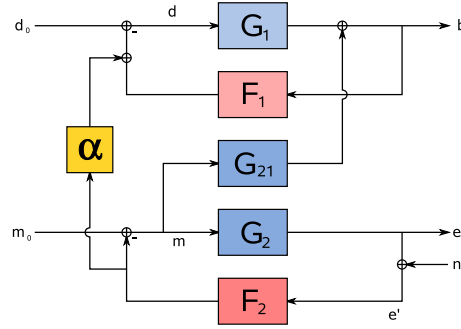 d₀ - d G₁ b
F₁
α G₂₁
m₀ - m G₂ e
n
F₂ e'